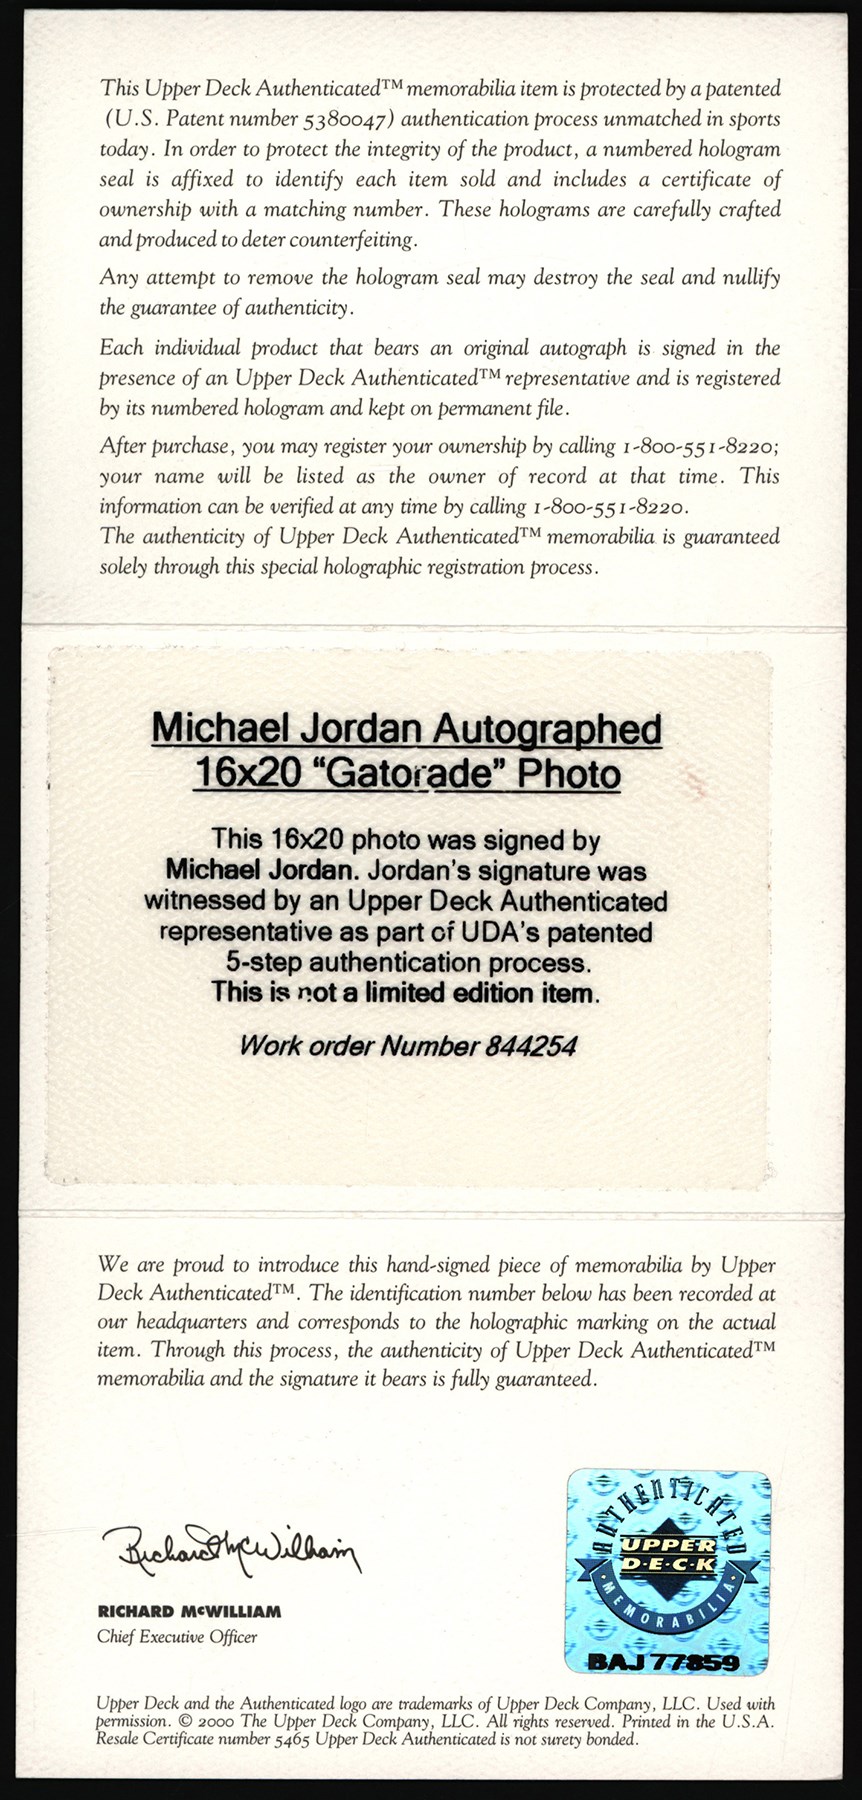 This Upper Deck Authenticated™ memorabilia item is protected by a patented
(U.S. Patent number 5380047) authentication process unmatched in sports
today. In order to protect the integrity of the product, a numbered hologram
seal is affixed to identify each item sold and includes a certificate of
ownership with a matching number. These holograms are carefully crafted
and produced to deter counterfeiting.
Any attempt to remove the hologram seal may destroy the seal and nullify
the guarantee of authenticity.
Each individual product that bears an original autograph is signed in the
presence of an Upper Deck Authenticated™ representative and is registered
by its numbered hologram and kept on permanent file.
After purchase, you may register your ownership by calling 1-800-551-8220;
your name will be listed as the owner of record at that time. This
information can be verified at any time by calling 1-800-551-8220.
The authenticity of Upper Deck Authenticated™ memorabilia is guaranteed
solely through this special holographic registration process.
Michael Jordan Autographed
16x20 “Gatorade” Photo
This 16x20 photo was signed by
Michael Jordan. Jordan’s signature was
witnessed by an Upper Deck Authenticated
representative as part of UDA’s patented
5-step authentication process.
This is not a limited edition item.
Work order Number 844254
We are proud to introduce this hand-signed piece of memorabilia by Upper
Deck Authenticated™. The identification number below has been recorded at
our headquarters and corresponds to the holographic marking on the actual
item. Through this process, the authenticity of Upper Deck Authenticated™
memorabilia and the signature it bears is fully guaranteed.
Richard McWilliam
RICHARD McWILLIAM
Chief Executive Officer
AUTHENTICATED
UPPER
D·E·C·K
MEMORABILIA
BAJ 77859
Upper Deck and the Authenticated logo are trademarks of Upper Deck Company, LLC. Used with
permission. © 2000 The Upper Deck Company, LLC. All rights reserved. Printed in the U.S.A.
Resale Certificate number 5465 Upper Deck Authenticated is not surety bonded.